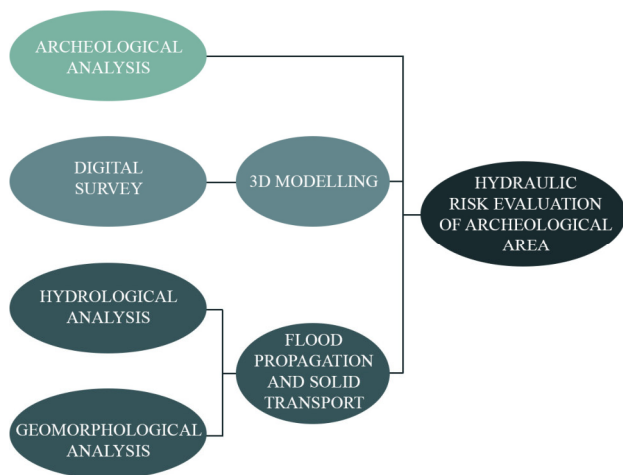 ARCHEOLOGICAL
ANALYSIS
DIGITAL
SURVEY
3D MODELLING
HYDRAULIC
RISK EVALUATION
OF ARCHEOLOGICAL
AREA
HYDROLOGICAL
ANALYSIS
FLOOD
PROPAGATION
AND SOLID
TRANSPORT
GEOMORPHOLOGICAL
ANALYSIS